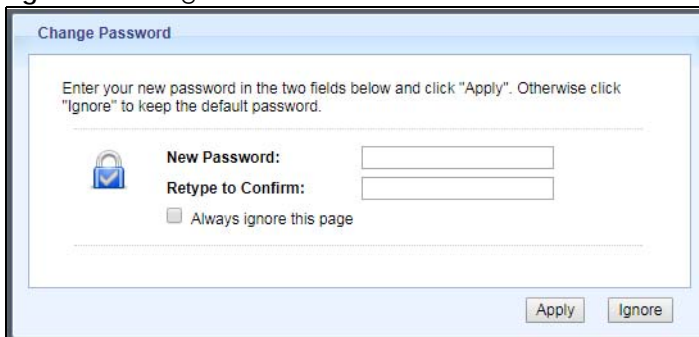 Change Password
Enter your new password in the two fields below and click "Apply". Otherwise click
"Ignore" to keep the default password.
New Password:
Retype to Confirm:
Always ignore this page
Apply Ignore